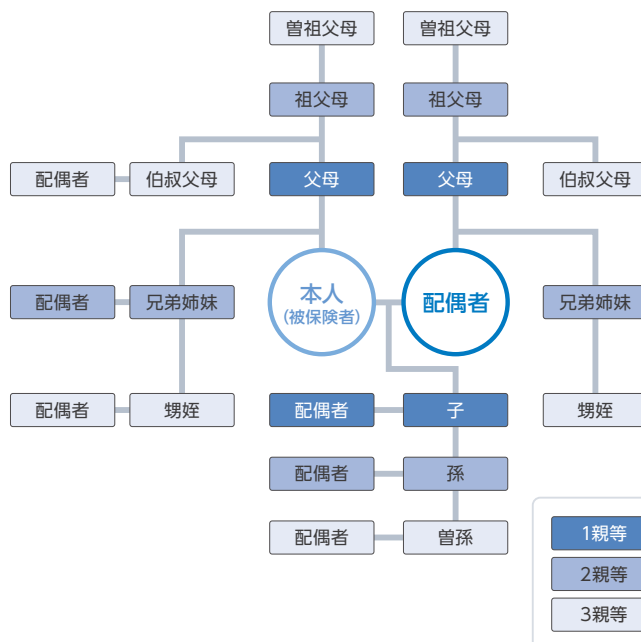 曽祖父母 曽祖父母
祖父母 祖父母
配偶者 伯叔父母 父母 父母 伯叔父母
本人
(被保険者)
配偶者
配偶者 兄弟姉妹 兄弟姉妹
配偶者 甥姪 配偶者 子 甥姪
配偶者 孫
配偶者 曽孫
1親等
2親等
3親等